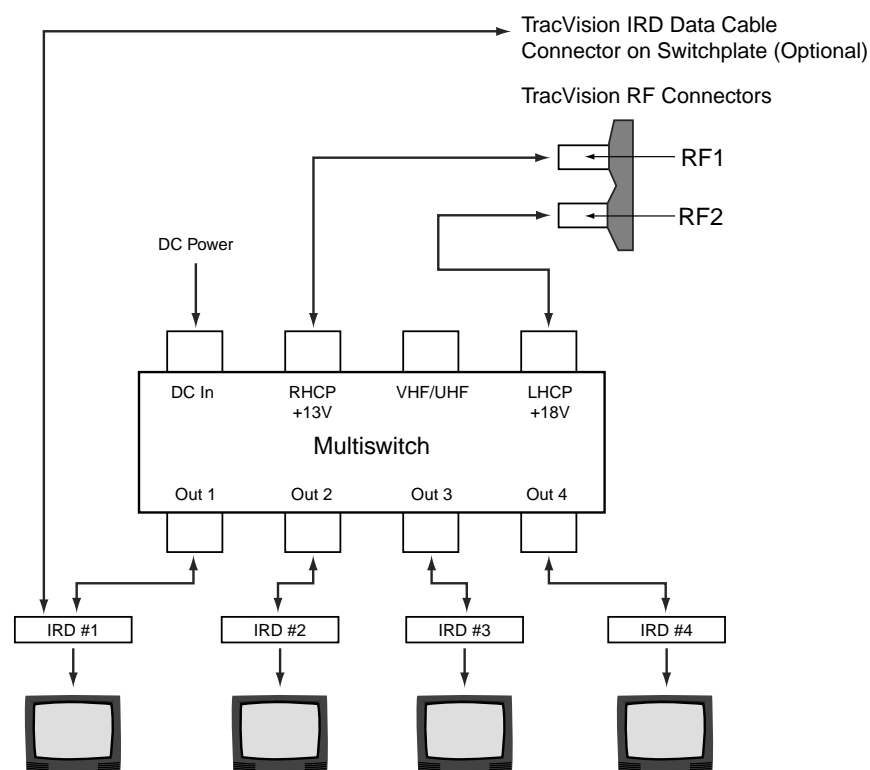 TracVision IRD Data Cable
Connector on Switchplate (Optional)
TracVision RF Connectors
RF1
RF2
DC Power
DC In
RHCP
+13V
VHF/UHF
LHCP
+18V
Multiswitch
Out 1
Out 2
Out 3
Out 4
IRD #1
IRD #2
IRD #3
IRD #4